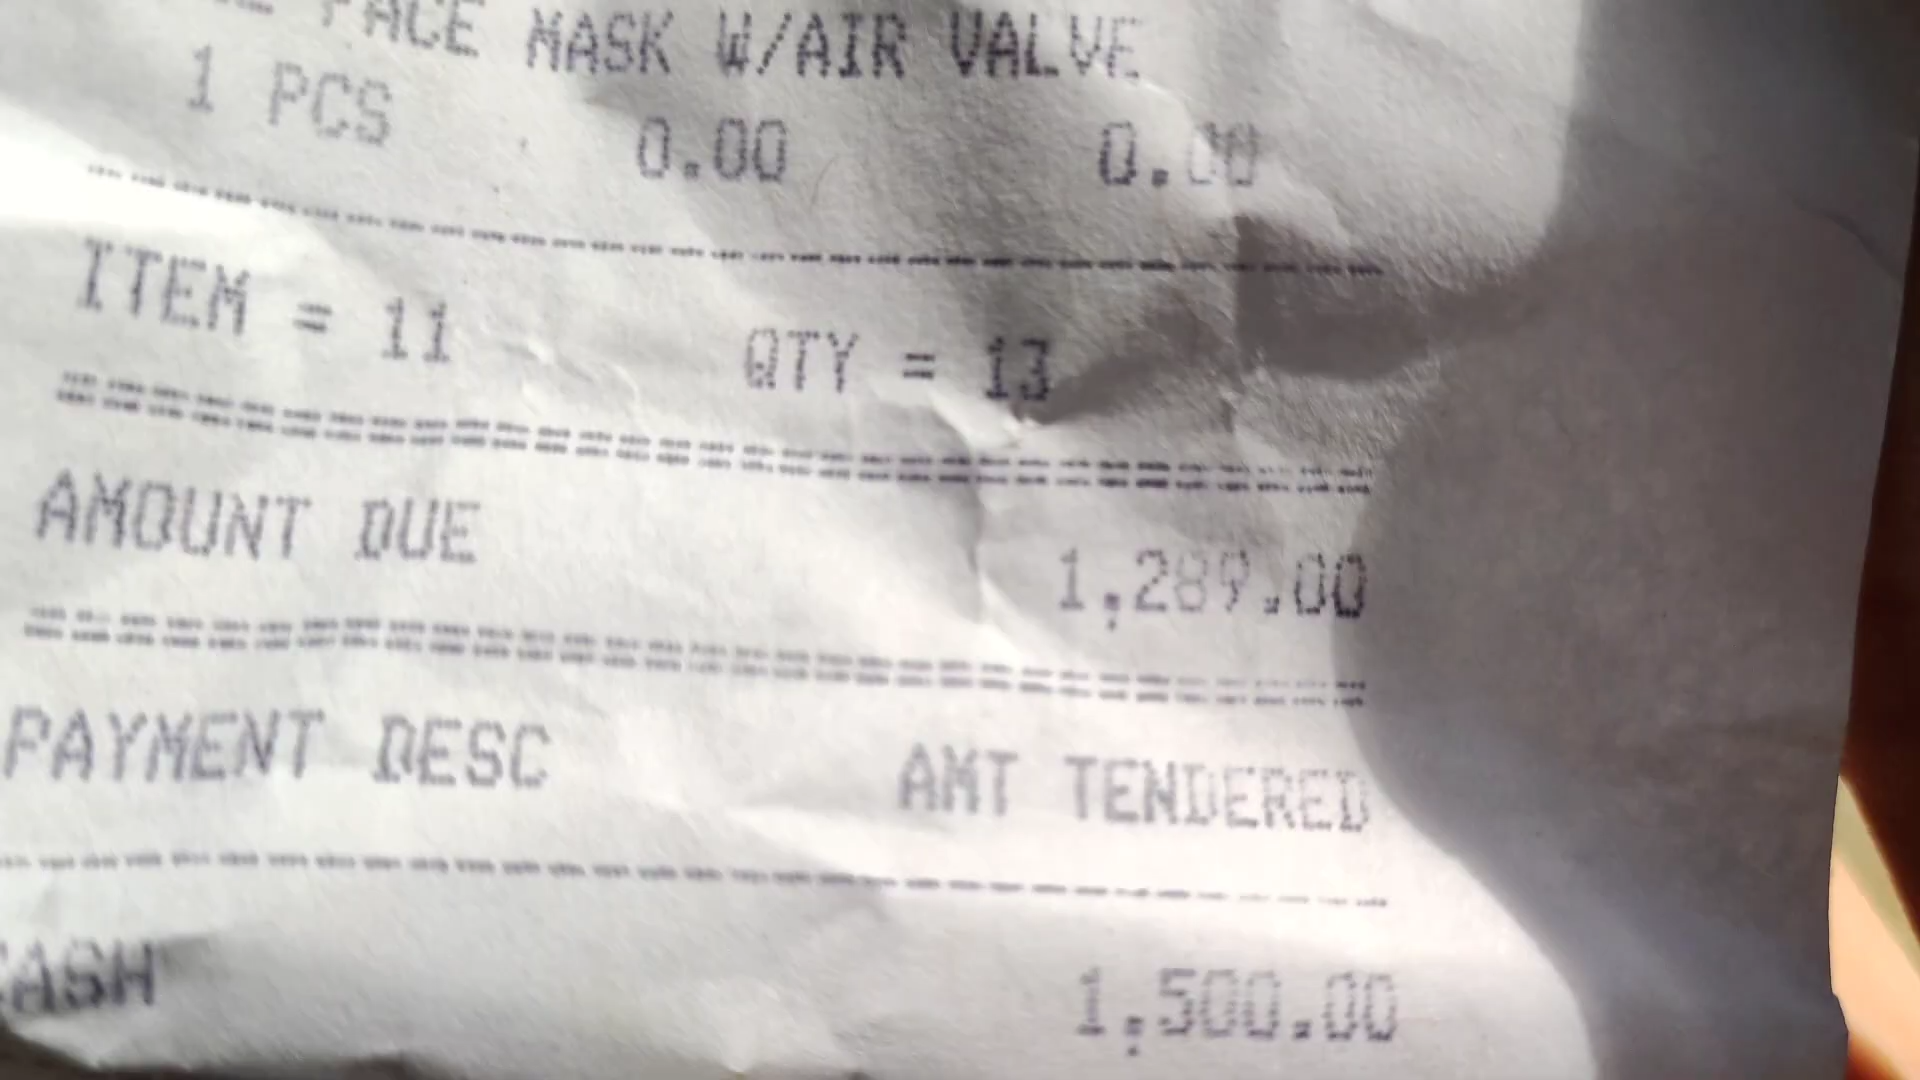 FACE MASK W/AIR VALVE
1 PCS 0.00 0.00
ITEM = 11 QTY = 13
AMOUNT DUE 1,289.00
PAYMENT DESC AMT TENDERED
CASH 1,500.00